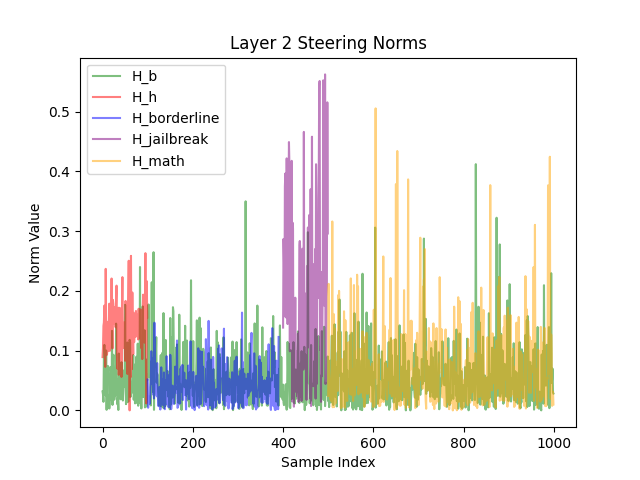 Layer 2 Steering Norms
H_b
H_h
H_borderline
H_jailbreak
H_math
Norm Value
0.5
0.4
0.3
0.2
0.1
0.0
0
200
400
600
800
1000
Sample Index